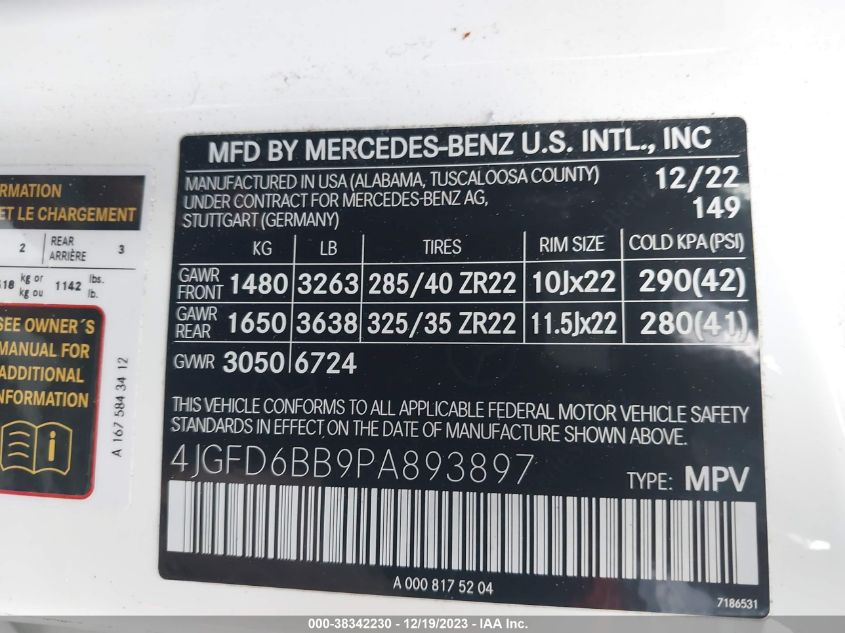 RMATION
ET LE CHARGEMENT
2 REAR ARRIÈRE 3
18 kg or kg ou 1142 lbs. lb.
SEE OWNER´S
MANUAL FOR
ADDITIONAL
INFORMATION
A 167 584 34 12
MFD BY MERCEDES-BENZ U.S. INTL., INC
MANUFACTURED IN USA (ALABAMA, TUSCALOOSA COUNTY) 12/22
UNDER CONTRACT FOR MERCEDES-BENZ AG, 149
STUTTGART (GERMANY)
KG LB TIRES RIM SIZE COLD KPA (PSI)
GAWR FRONT 1480 3263 285/40 ZR22 10Jx22 290(42)
GAWR REAR 1650 3638 325/35 ZR22 11.5Jx22 280(41)
GVWR 3050 6724
THIS VEHICLE CONFORMS TO ALL APPLICABLE FEDERAL MOTOR VEHICLE SAFETY
STANDARDS IN EFFECT ON THE DATE OF MANUFACTURE SHOWN ABOVE.
4JGFD6BB9PA893897 TYPE: MPV
A 000 817 52 04
7186531
000-38342230 - 12/19/2023 - IFS015